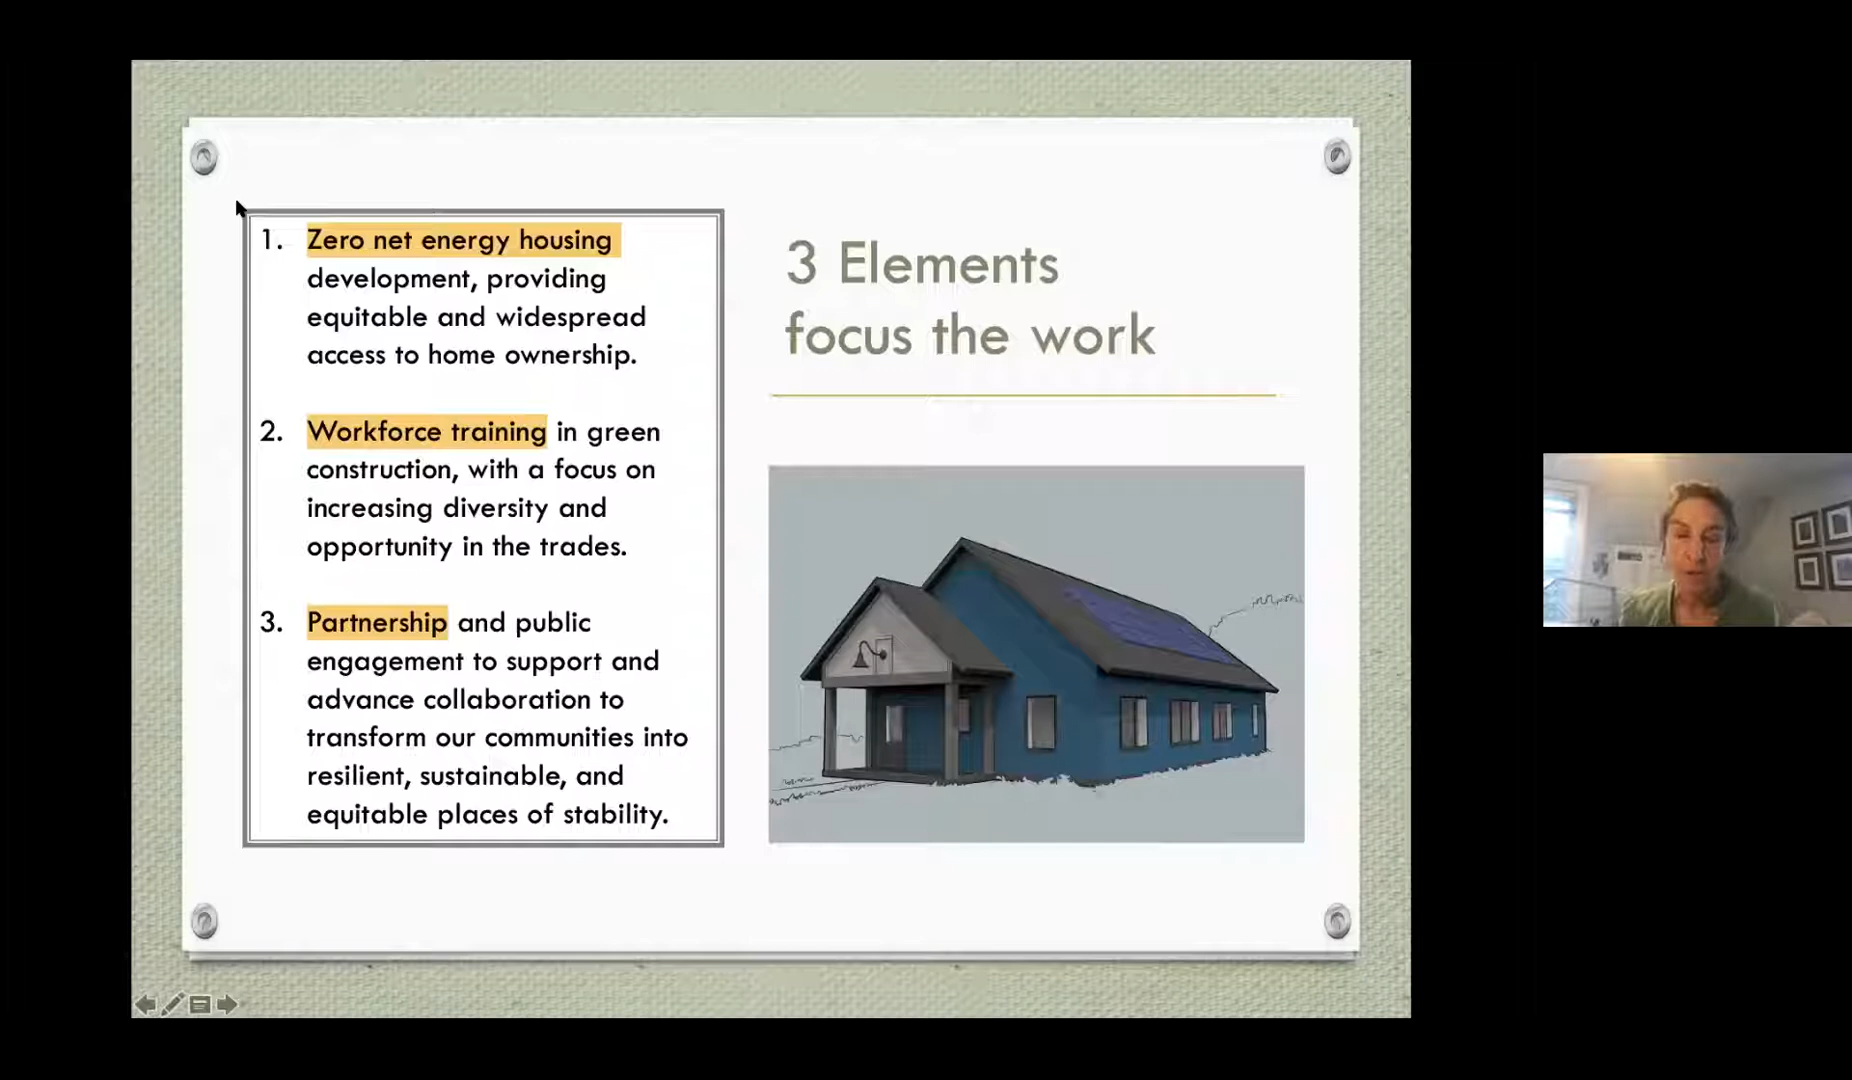 1. Zero net energy housing
development, providing
equitable and widespread
access to home ownership.
2. Workforce training in green
construction, with a focus on
increasing diversity and
opportunity in the trades.
3. Partnership and public
engagement to support and
advance collaboration to
transform our communities into
resilient, sustainable, and
equitable places of stability.
3 Elements
focus the work